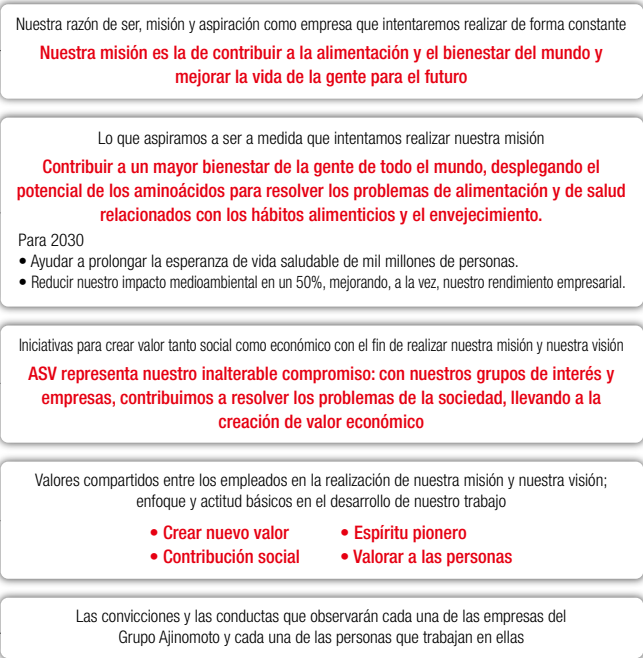 Nuestra razón de ser, misión y aspiración como empresa que intentaremos realizar de forma constante
Nuestra misión es la de contribuir a la alimentación y el bienestar del mundo y
mejorar la vida de la gente para el futuro
Lo que aspiramos a ser a medida que intentamos realizar nuestra misión
Contribuir a un mayor bienestar de la gente de todo el mundo, desplegando el
potencial de los aminoácidos para resolver los problemas de alimentación y de salud
relacionados con los hábitos alimenticios y el envejecimiento.
Para 2030
• Ayudar a prolongar la esperanza de vida saludable de mil millones de personas.
• Reducir nuestro impacto medioambiental en un 50%, mejorando, a la vez, nuestro rendimiento empresarial.
Iniciativas para crear valor tanto social como económico con el fin de realizar nuestra misión y nuestra visión
ASV representa nuestro inalterable compromiso: con nuestros grupos de interés y
empresas, contribuimos a resolver los problemas de la sociedad, llevando a la
creación de valor económico
Valores compartidos entre los empleados en la realización de nuestra misión y nuestra visión;
enfoque y actitud básicos en el desarrollo de nuestro trabajo
• Crear nuevo valor • Espíritu pionero
• Contribución social • Valorar a las personas
Las convicciones y las conductas que observarán cada una de las empresas del
Grupo Ajinomoto y cada una de las personas que trabajan en ellas